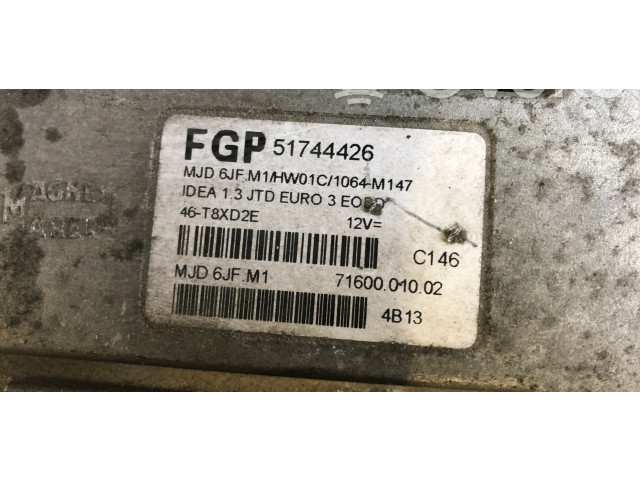 FGP 51744426
MJD 6JF.M1/HW01C/1064-M147
IDEA 1.3 JTD EURO 3 EOBD
46-T8XD2E 12V=
C146
MJD 6JF.M1 71600.010.02
4B13